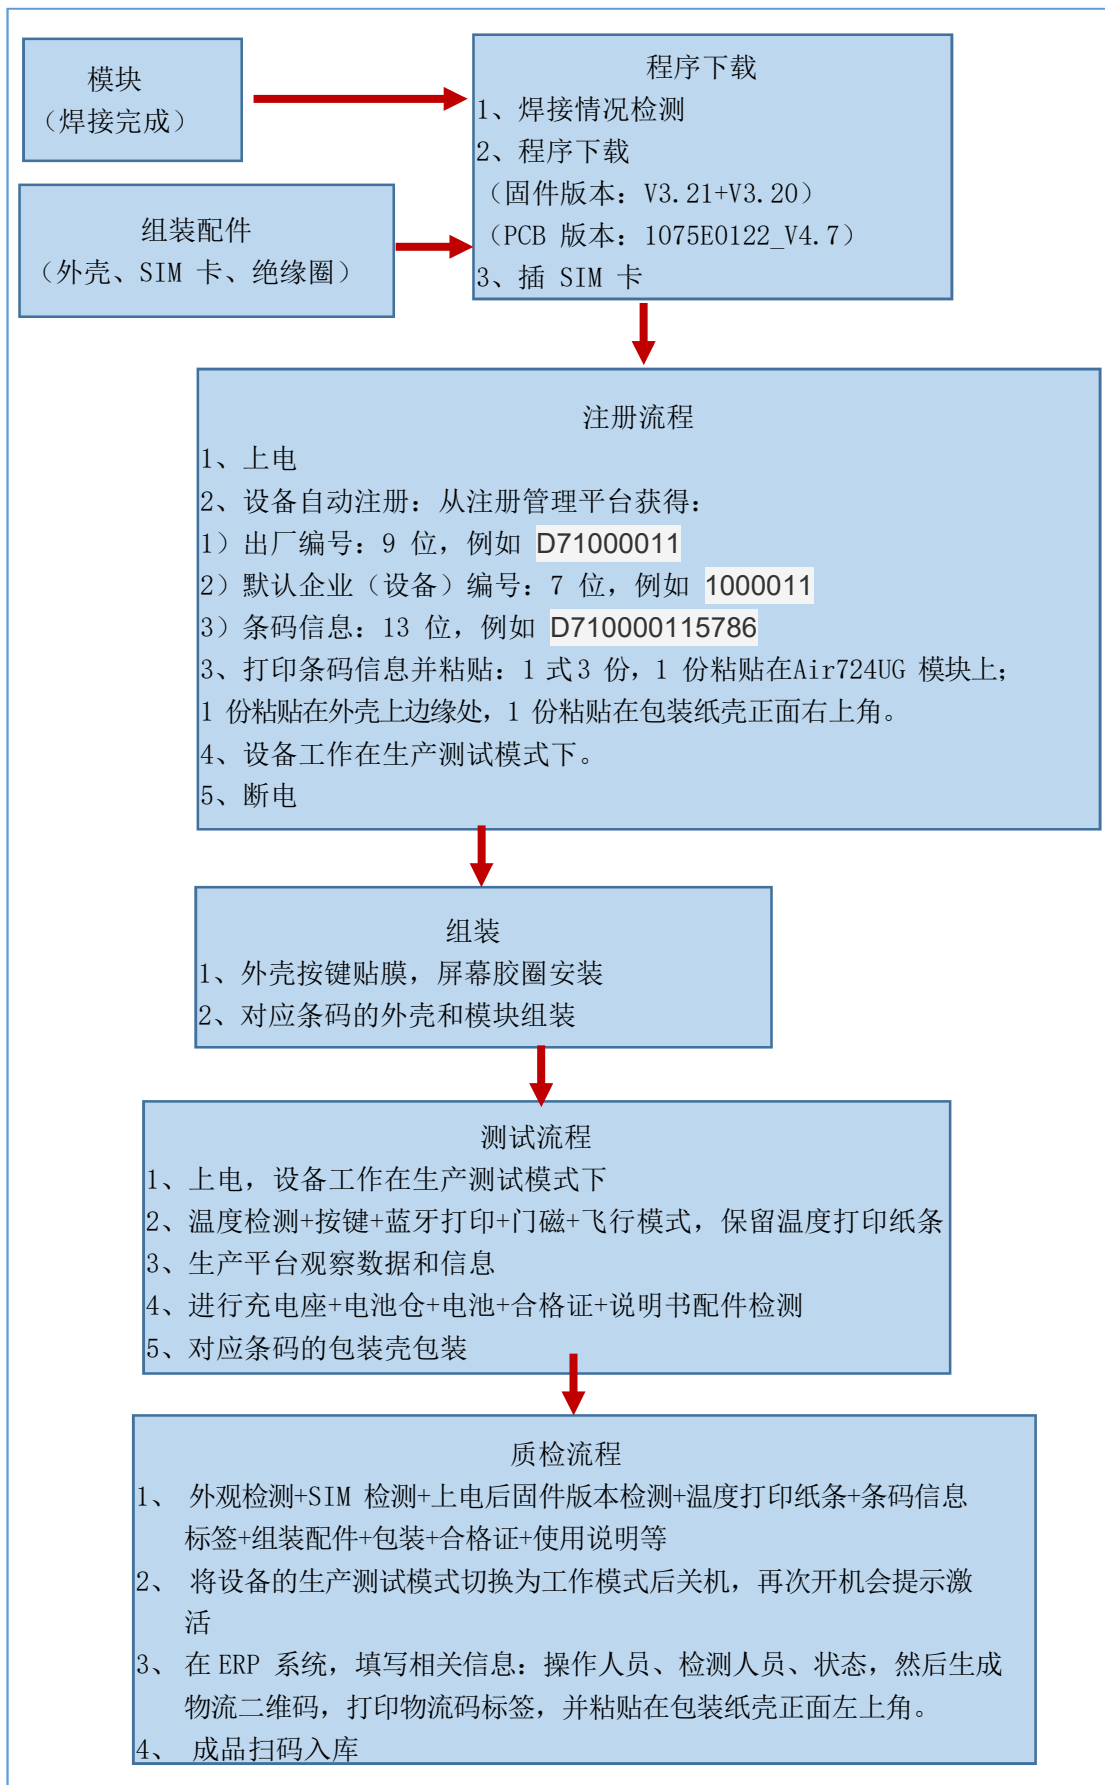 模块
（焊接完成）
程序下载
1、焊接情况检测
2、程序下载
（固件版本：V3.21+V3.20）
（PCB 版本：1075E0122_V4.7）
3、插 SIM 卡
组装配件
（外壳、SIM 卡、绝缘圈）
注册流程
1、上电
2、设备自动注册：从注册管理平台获得：
1）出厂编号：9 位，例如 D71000011
2）默认企业（设备）编号：7 位，例如 1000011
3）条码信息：13 位，例如 D710000115786
3、打印条码信息并粘贴：1 式 3 份，1 份粘贴在Air724UG 模块上；
1 份粘贴在外壳上边缘处，1 份粘贴在包装纸壳正面右上角。
4、设备工作在生产测试模式下。
5、断电
组装
1、外壳按键贴膜，屏幕胶圈安装
2、对应条码的外壳和模块组装
测试流程
1、上电，设备工作在生产测试模式下
2、温度检测+按键+蓝牙打印+门磁+飞行模式，保留温度打印纸条
3、生产平台观察数据和信息
4、进行充电座+电池仓+电池+合格证+说明书配件检测
5、对应条码的包装壳包装
质检流程
1、 外观检测+SIM 检测+上电后固件版本检测+温度打印纸条+条码信息
标签+组装配件+包装+合格证+使用说明等
2、 将设备的生产测试模式切换为工作模式后关机，再次开机会提示激
活
3、 在 ERP 系统，填写相关信息：操作人员、检测人员、状态，然后生成
物流二维码，打印物流码标签，并粘贴在包装纸壳正面左上角。
4、 成品扫码入库